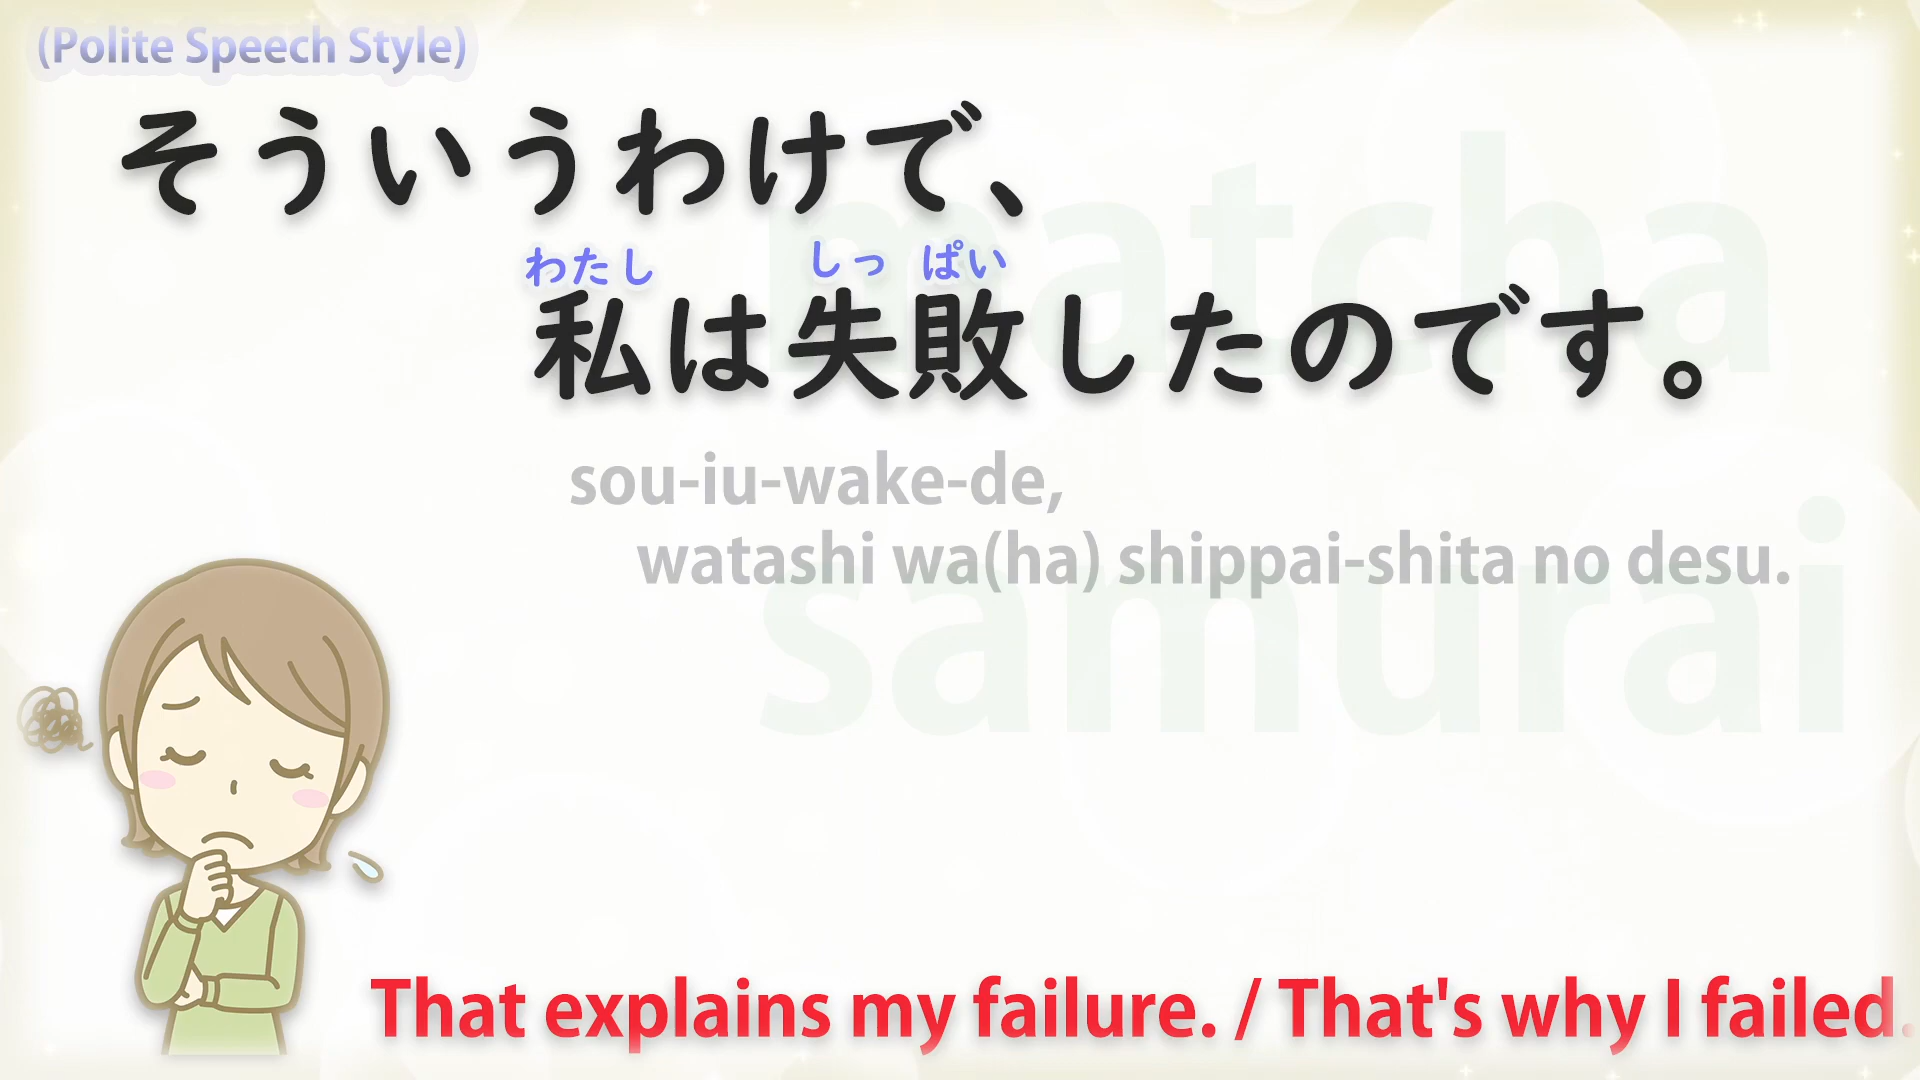 (Polite Speech Style)
そういうわけで、
わたし しっ ぱい
私は失敗したのです。
sou-iu-wake-de,
watashi wa(ha) shippai-shita no desu.
matcha
samurai
That explains my failure. / That's why I failed.